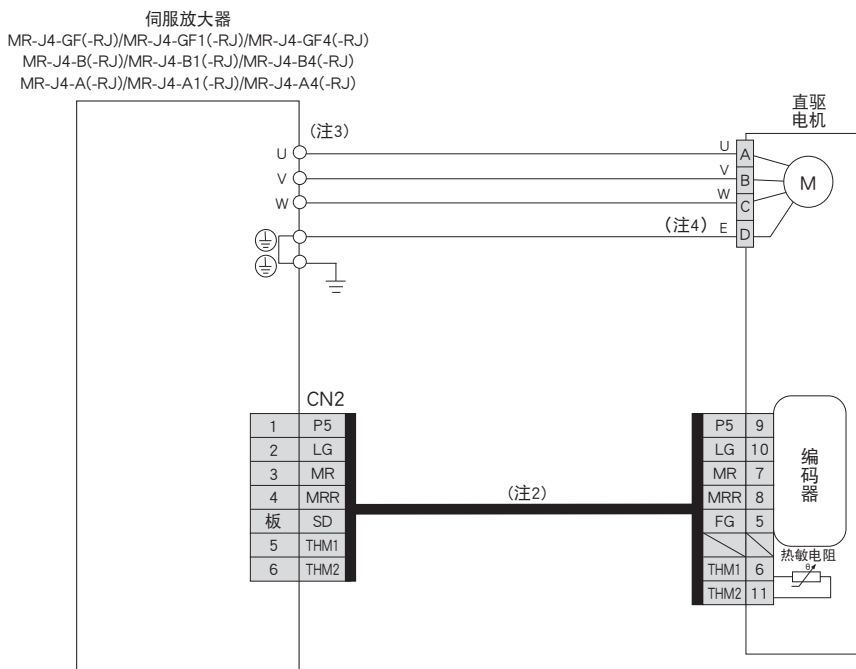 伺服放大器
MR-J4-GF(-RJ)/MR-J4-GF1(-RJ)/MR-J4-GF4(-RJ)
MR-J4-B(-RJ)/MR-J4-B1(-RJ)/MR-J4-B4(-RJ)
MR-J4-A(-RJ)/MR-J4-A1(-RJ)/MR-J4-A4(-RJ)
直驱
电机
(注3)
U U A
V V B
W W C
M
(注4) E D
CN2
1 P5
2 LG
3 MR
4 MRR
板 SD
5 THM1
6 THM2
(注2)
P5 9
LG 10
MR 7
MRR 8
FG 5
THM1 6
THM2 11
编
码
器
热敏电阻
θ